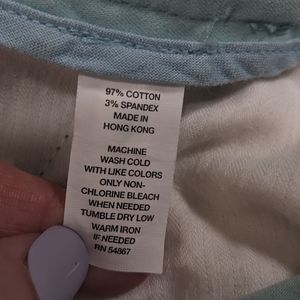 97% COTTON
3% SPANDEX
MADE IN
HONG KONG
MACHINE
WASH COLD
WITH LIKE COLORS
ONLY NON-
CHLORINE BLEACH
WHEN NEEDED
TUMBLE DRY LOW
WARM IRON
IF NEEDED
RN 54867